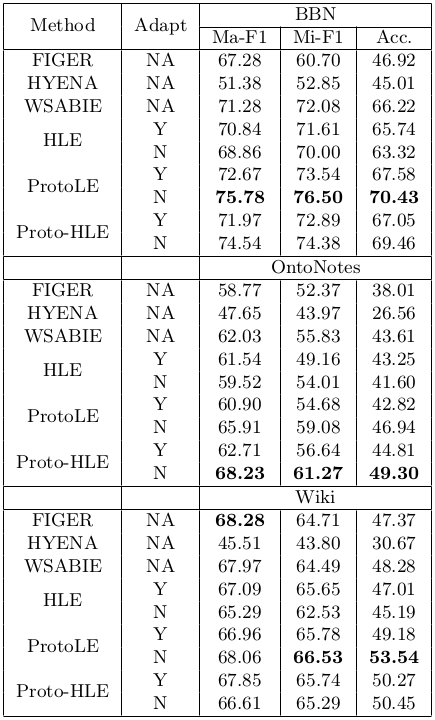 Method Adapt BBN
Ma-F1 Mi-F1 Acc.
FIGER NA 67.28 60.70 46.92
HYENA NA 51.38 52.85 45.01
WSABIE NA 71.28 72.08 66.22
HLE Y 70.84 71.61 65.74
N 68.86 70.00 63.32
ProtoLE Y 72.67 73.54 67.58
N 75.78 76.50 70.43
Proto-HLE Y 71.97 72.89 67.05
N 74.54 74.38 69.46
OntoNotes
FIGER NA 58.77 52.37 38.01
HYENA NA 47.65 43.97 26.56
WSABIE NA 62.03 55.83 43.61
HLE Y 61.54 49.16 43.25
N 59.52 54.01 41.60
ProtoLE Y 60.90 54.68 42.82
N 65.91 59.08 46.94
Proto-HLE Y 62.71 56.64 44.81
N 68.23 61.27 49.30
Wiki
FIGER NA 68.28 64.71 47.37
HYENA NA 45.51 43.80 30.67
WSABIE NA 67.97 64.49 48.28
HLE Y 67.09 65.65 47.01
N 65.29 62.53 45.19
ProtoLE Y 66.96 65.78 49.18
N 68.06 66.53 53.54
Proto-HLE Y 67.85 65.74 50.27
N 66.61 65.29 50.45